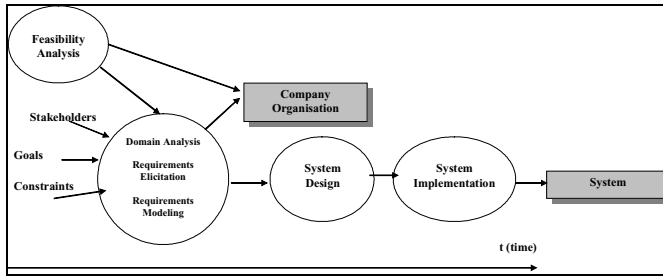 Feasibility
Analysis
Company
Organisation
Stakeholders
Goals
Constraints
Domain Analysis
Requirements
Elicitation
Requirements
Modeling
System
Design
System
Implementation
System
t (time)